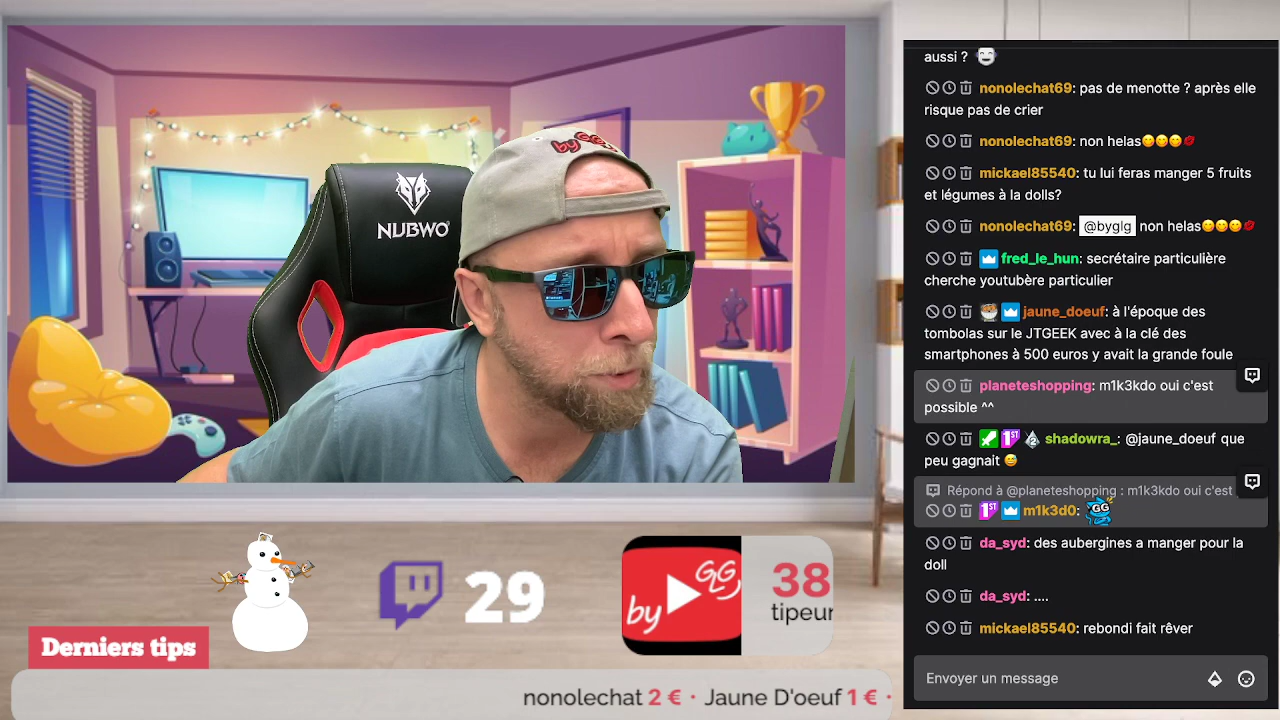 byGLG
NUBWO
aussi ?
nonolechat69: pas de menotte ? après elle
risque pas de crier
nonolechat69: non helas
mickael85540: tu lui feras manger 5 fruits
et légumes à la dolls?
nonolechat69: @byglg non helas
fred_le_hun: secrétaire particulière
cherche youtubère particulier
jaune_doeuf: à l'époque des
tombolas sur le JTGEEK avec à la clé des
smartphones à 500 euros y avait la grande foule
planeteshopping: m1k3kdo oui c'est
possible ^^
1ST 2 shadowra_: @jaune_doeuf que
peu gagnait
Répond à @planeteshopping : m1k3kdo oui c'est
1ST m1k3d0: GG
da_syd: des aubergines a manger pour la
doll
da_syd: ....
mickael85540: rebondi fait rêver
Envoyer un message
29
by GLG
38
tipeur
Derniers tips
nonolechat 2 € · Jaune D'oeuf 1 € ·